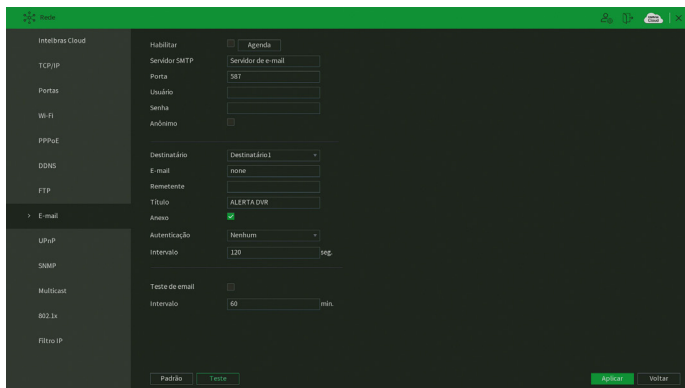 Rede
Intelbras Cloud
TCP/IP
Portas
Wi-Fi
PPPoE
DDNS
FTP
> E-mail
UPnP
SNMP
Multicast
802.1x
Filtro IP
Habilitar Agenda
Servidor SMTP Servidor de e-mail
Porta 587
Usuário
Senha
Anônimo
Destinatário Destinatário1
E-mail none
Remetente
Título ALERTA DVR
Anexo
Autenticação Nenhum
Intervalo 120 seg.
Teste de email
Intervalo 60 min.
Padrão Teste Aplicar Voltar